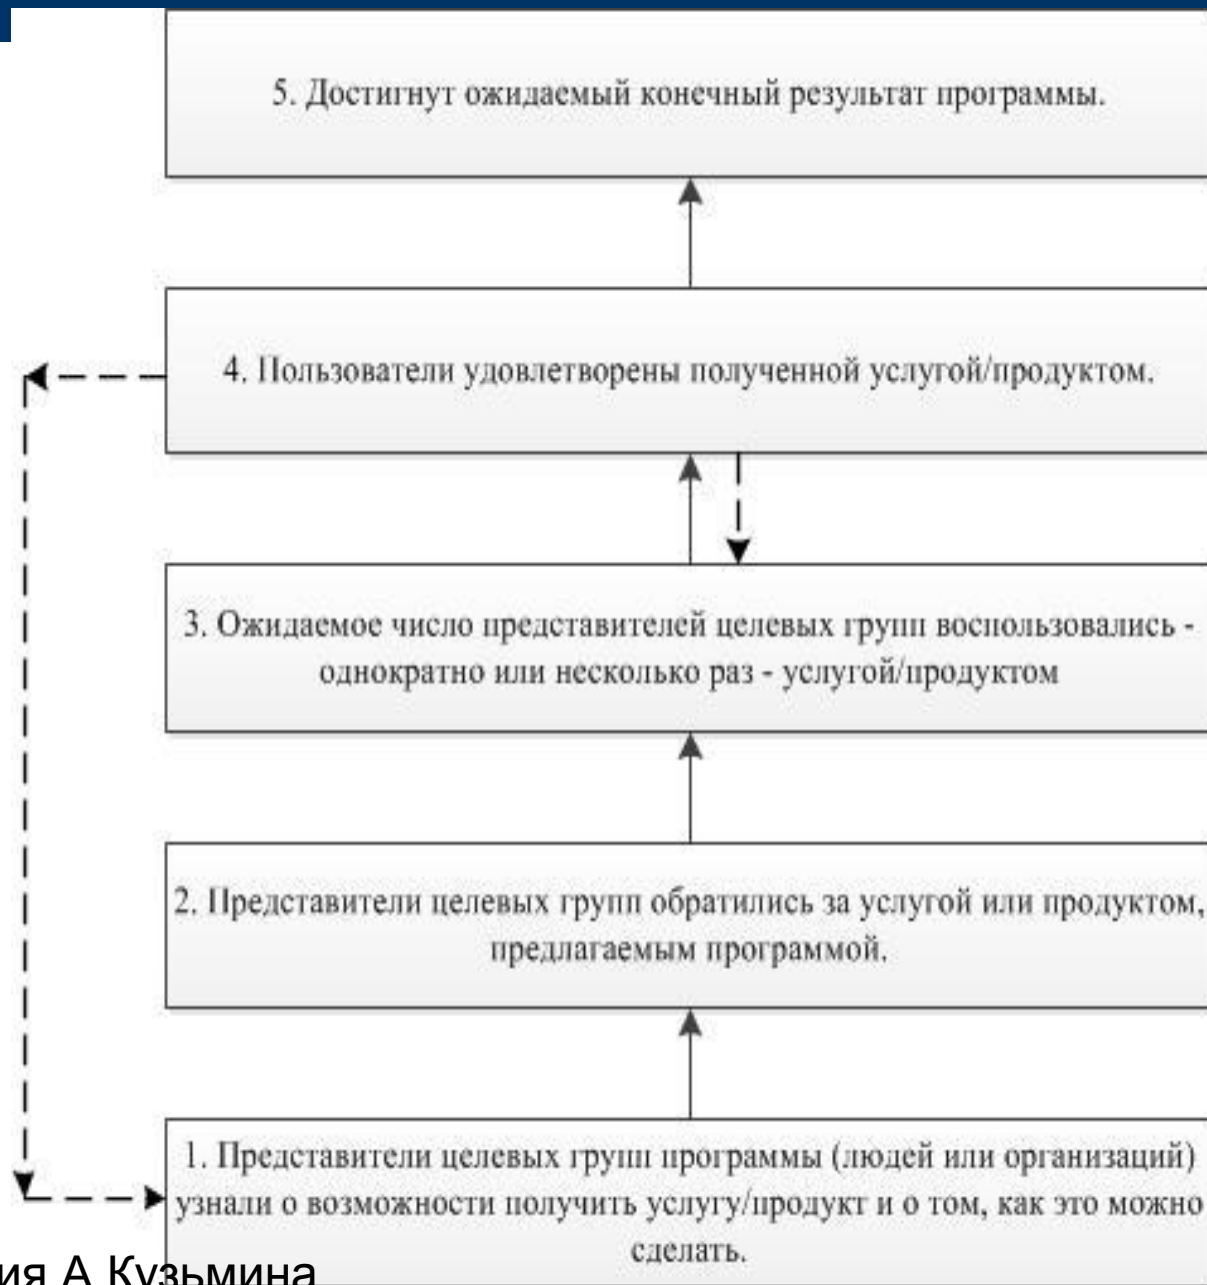 5. Достигнут ожидаемый конечный результат программы.
4. Пользователи удовлетворены полученной услугой/продуктом.
3. Ожидаемое число представителей целевых групп воспользовались -
однократно или несколько раз - услугой/продуктом
2. Представители целевых групп обратились за услугой или продуктом,
предлагаемым программой.
1. Представители целевых групп программы (людей или организаций)
узнали о возможности получить услугу/продукт и о том, как это можно
сделать.
А Кузьмина